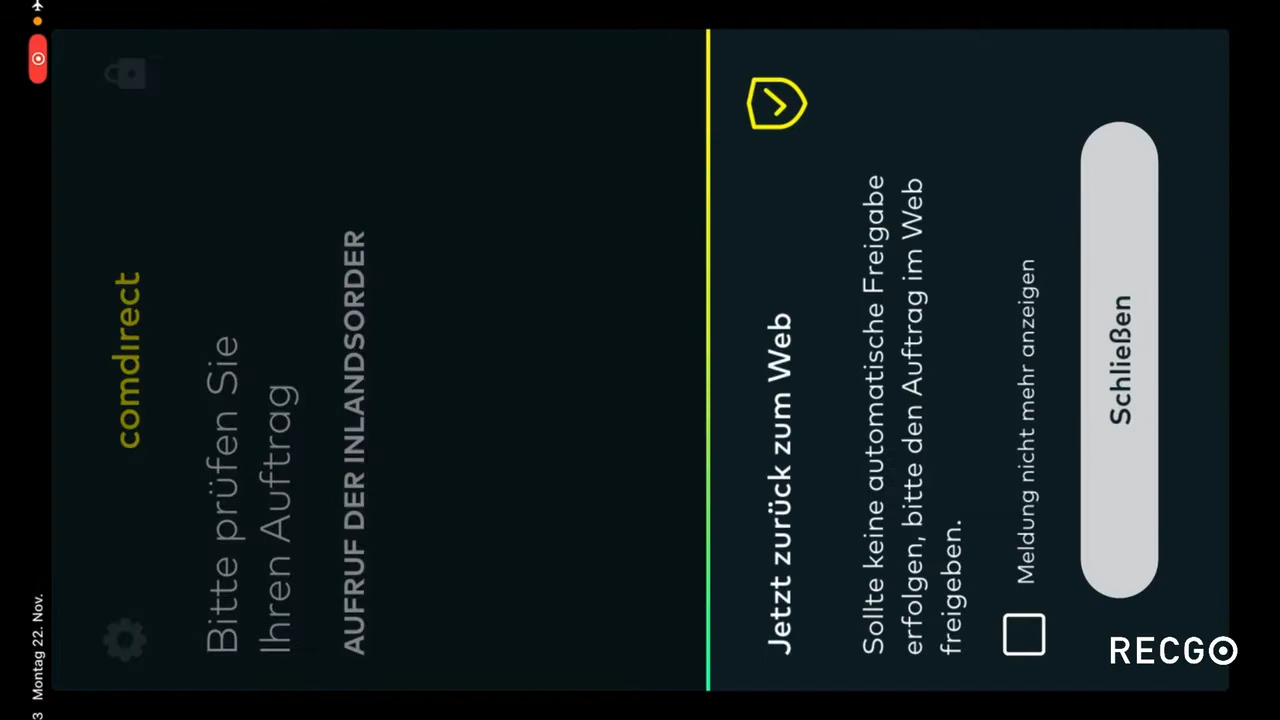 3 Montag 22. Nov.
comdirect
Bitte prüfen Sie
Ihren Auftrag
AUFRUF DER INLANDSORDER
Jetzt zurück zum Web
Sollte keine automatische Freigabe
erfolgen, bitte den Auftrag im Web
freigeben.
Meldung nicht mehr anzeigen
Schließen
RECGO